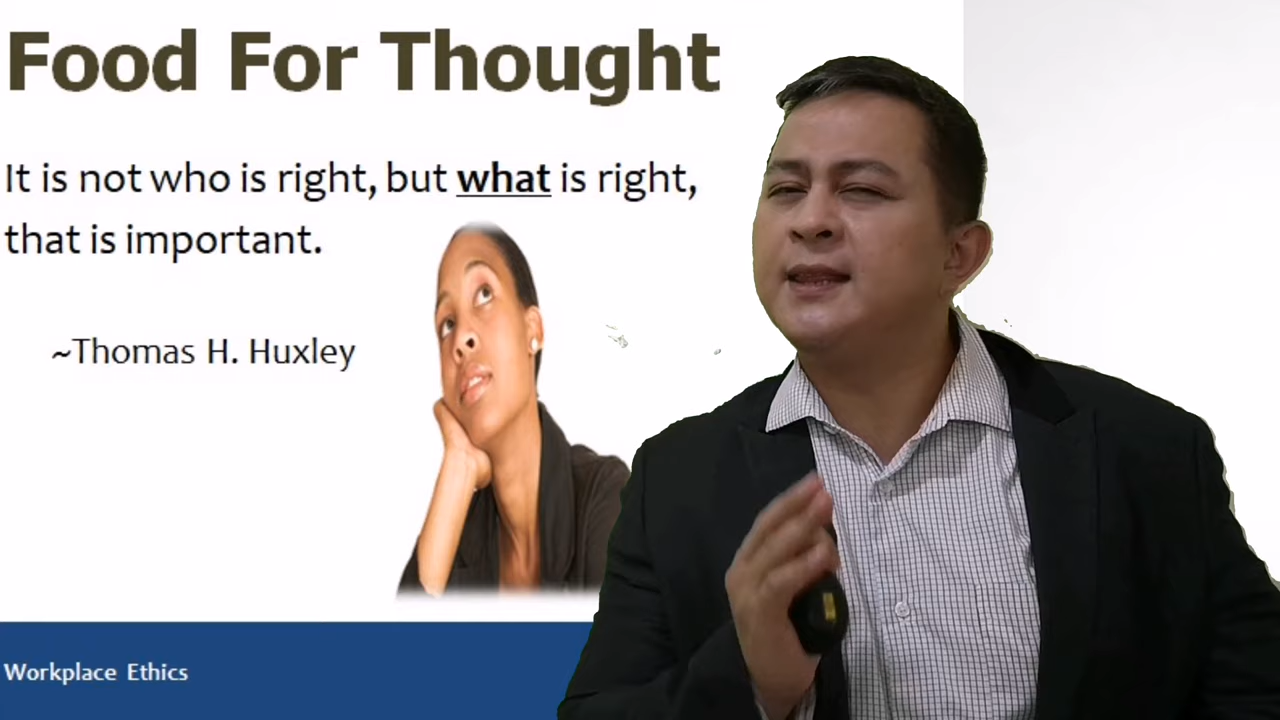 Food For Thought
It is not who is right, but what is right,
that is important.
~Thomas H. Huxley
Workplace Ethics